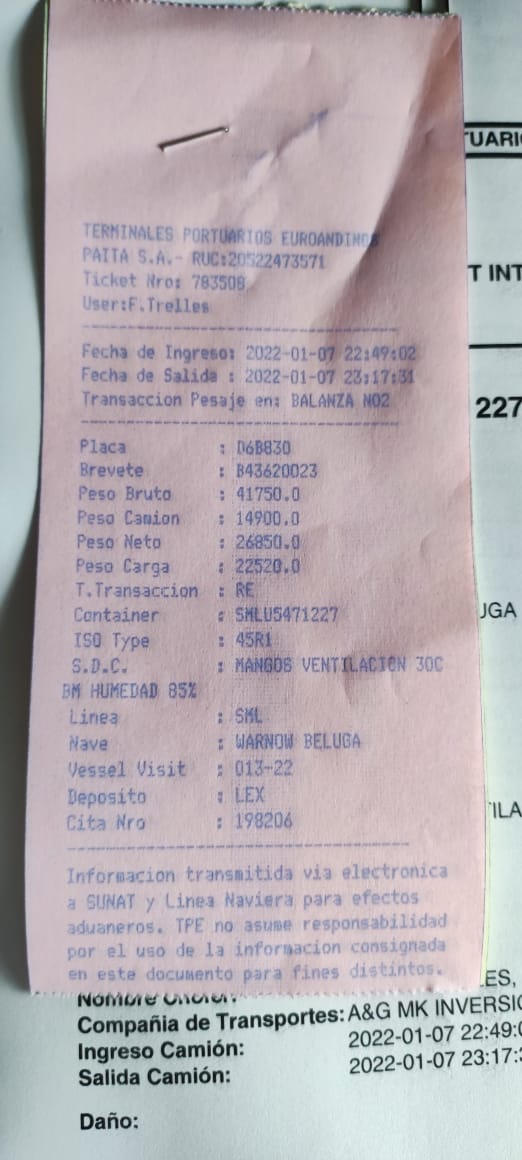 TERMINALES PORTUARIOS EUROANDINOS
PAITA S.A.- RUC:20522473571
Ticket Nro: 783508
User:F.Trelles
Fecha de Ingreso: 2022-01-07 22:49:02
Fecha de Salida : 2022-01-07 23:17:31
Transaccion Pesaje en: BALANZA NO2
Placa : D6B830
Brevete : B43620023
Peso Bruto : 41750.0
Peso Camion : 14900.0
Peso Neto : 26850.0
Peso Carga : 22520.0
T.Transaccion : RE
Container : SMLU5471227
ISO Type : 45R1
S.D.C. : MANGOS VENTILACION 30C
BM HUMEDAD 85%
Linea : SML
Nave : WARNOW BELUGA
Vessel Visit : 013-22
Deposito : LEX
Cita Nro : 198206
Informacion transmitida via electronica
a SUNAT y Linea Naviera para efectos
aduaneros. TPE no asume responsabilidad
por el uso de la informacion consignada
en este documento para fines distintos.
T INT
227
UGA
ES,
Compañia de Transportes: A&G MK INVERSIO
Ingreso Camión: 2022-01-07 22:49:0
Salida Camión: 2022-01-07 23:17:3
Daño: